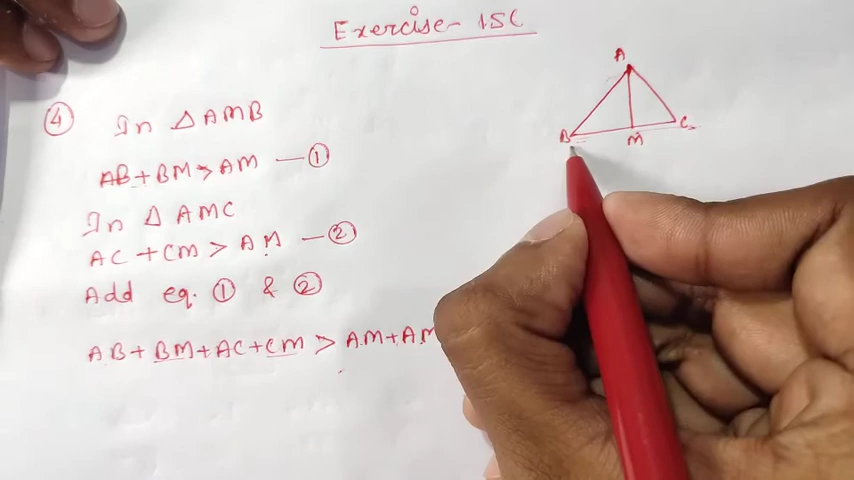 Exercise - 15C
④ In △ AMB
AB + BM > AM — ①
In △ AMC
AC + CM > AM — ②
Add eq. ① & ②
AB + BM + AC + CM > AM + AM
A
B
M
C